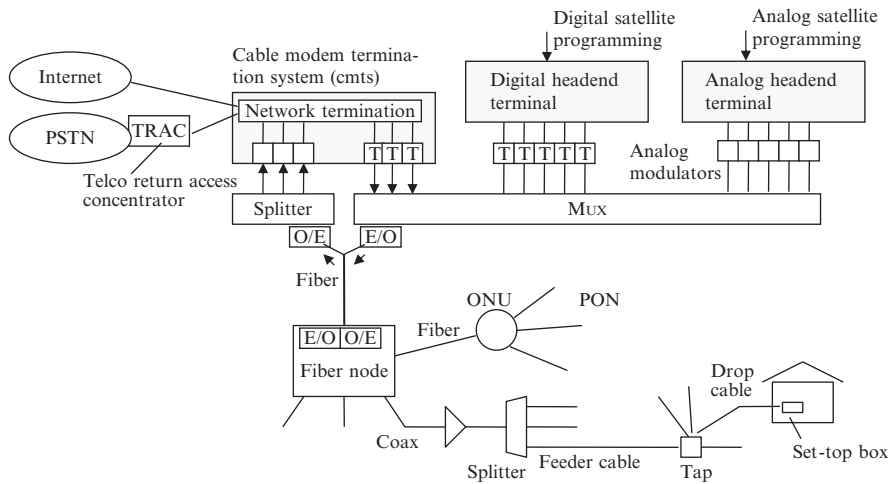 Digital satellite
programming
Analog satellite
programming
Cable modem termina-
tion system (cmts)
Internet
Network termination
Digital headend
terminal
Analog headend
terminal
PSTN
TRAC
T T T
T T T T T
Analog
modulators
Telco return access
concentrator
Splitter
MUX
O/E
E/O
Fiber
ONU
PON
E/O O/E
Fiber
Fiber node
Drop
cable
Coax
Splitter
Feeder cable
Tap
Set-top box